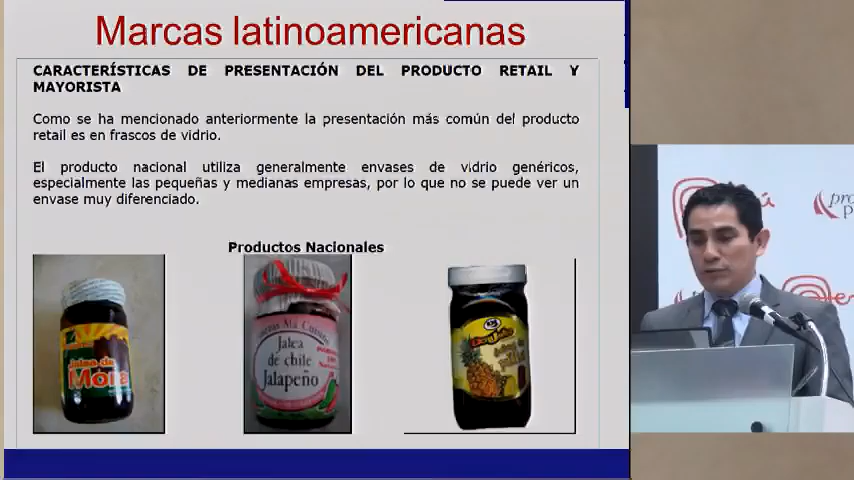 Marcas latinoamericanas
CARACTERÍSTICAS DE PRESENTACIÓN DEL PRODUCTO RETAIL Y
MAYORISTA
Como se ha mencionado anteriormente la presentación más común del producto
retail es en frascos de vidrio.
El producto nacional utiliza generalmente envases de vidrio genéricos,
especialmente las pequeñas y medianas empresas, por lo que no se puede ver un
envase muy diferenciado.
Productos Nacionales
Jalea de
Mora
Jalea
de chile
Jalapeño